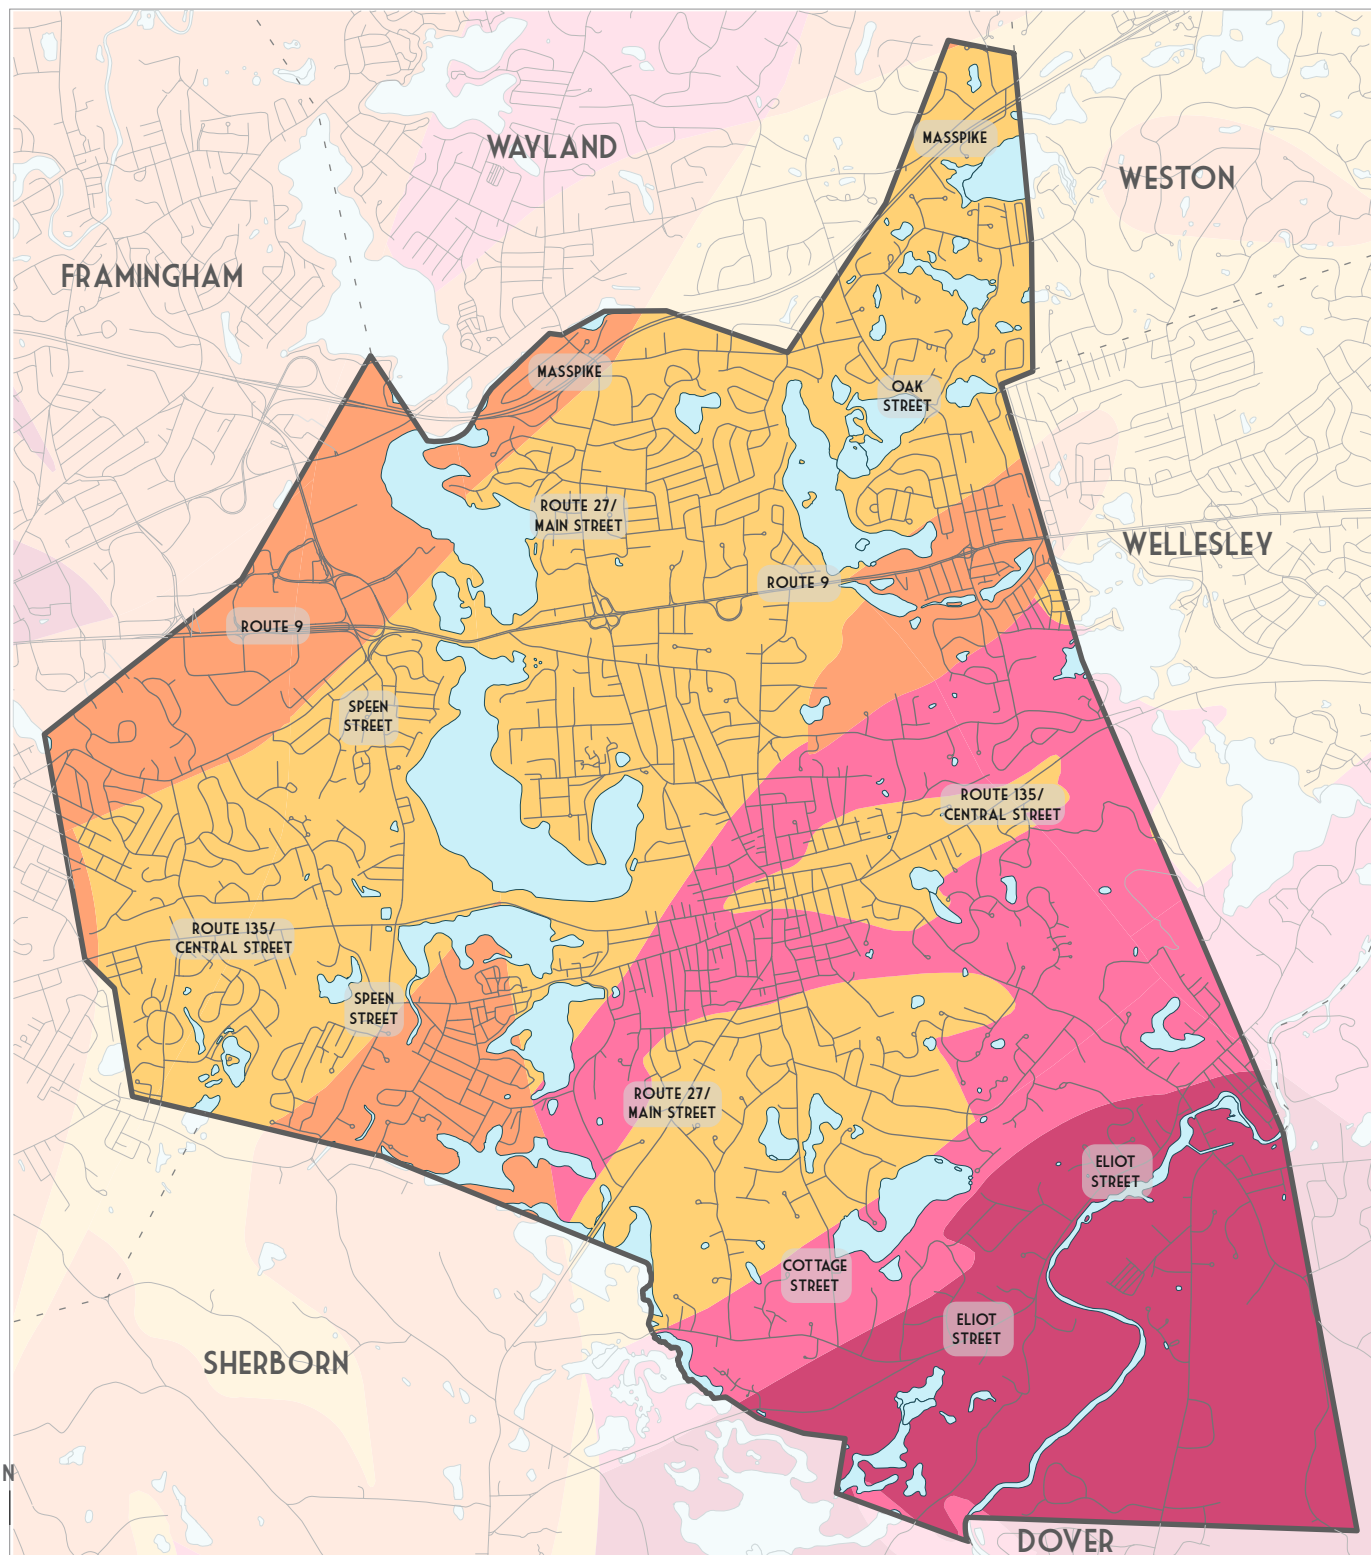 MASSPIKE
WAYLAND
WESTON
FRAMINGHAM
MASSPIKE
OAK
STREET
ROUTE 27/
MAIN STREET
WELLESLEY
ROUTE 9
ROUTE 9
SPEEN
STREET
ROUTE 135/
CENTRAL STREET
ROUTE 135/
CENTRAL STREET
SPEEN
STREET
ROUTE 27/
MAIN STREET
ELIOT
STREET
COTTAGE
STREET
ELIOT
STREET
SHERBORN
N
DOVER